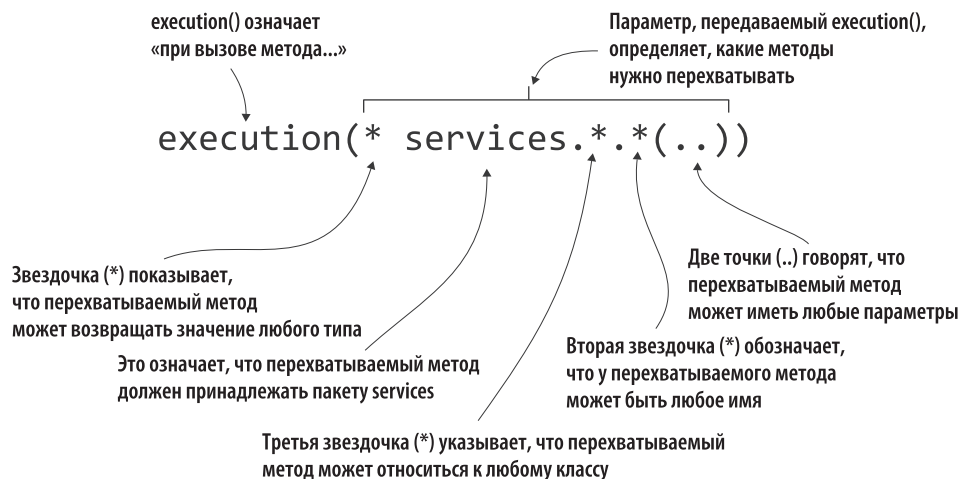 execution() означает
«при вызове метода...»
Параметр, передаваемый execution(),
определяет, какие методы
нужно перехватывать
execution(* services.*.*(..))
Звездочка (*) показывает,
что перехватываемый метод
может возвращать значение любого типа
Это означает, что перехватываемый метод
должен принадлежать пакету services
Третья звездочка (*) указывает, что перехватываемый
метод может относиться к любому классу
Вторая звездочка (*) обозначает,
что у перехватываемого метода
может быть любое имя
Две точки (..) говорят, что
перехватываемый метод
может иметь любые параметры